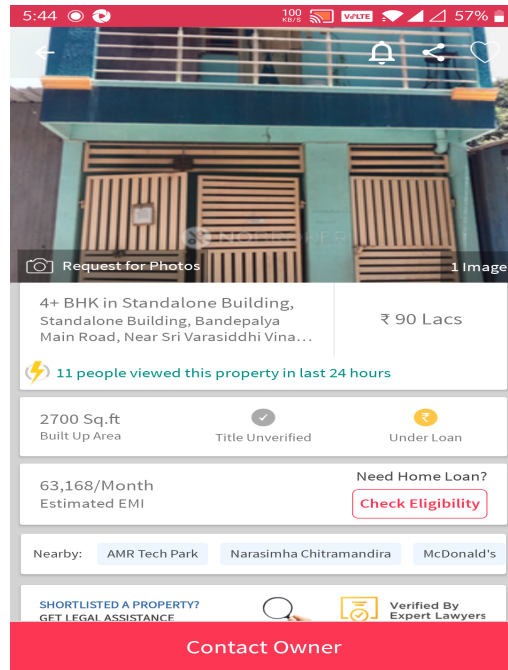 5:44
100
KB/S
VoLTE
57%
NOBROKER
Request for Photos
1 Image
4+ BHK in Standalone Building,
Standalone Building, Bandepalya
Main Road, Near Sri Varasiddhi Vina...
₹ 90 Lacs
11 people viewed this property in last 24 hours
2700 Sq.ft
Built Up Area
Title Unverified
₹
Under Loan
63,168/Month
Estimated EMI
Need Home Loan?
Check Eligibility
Nearby:
AMR Tech Park
Narasimha Chitramandira
McDonald's
SHORTLISTED A PROPERTY?
GET LEGAL ASSISTANCE
Verified By
Expert Lawyers
Contact Owner